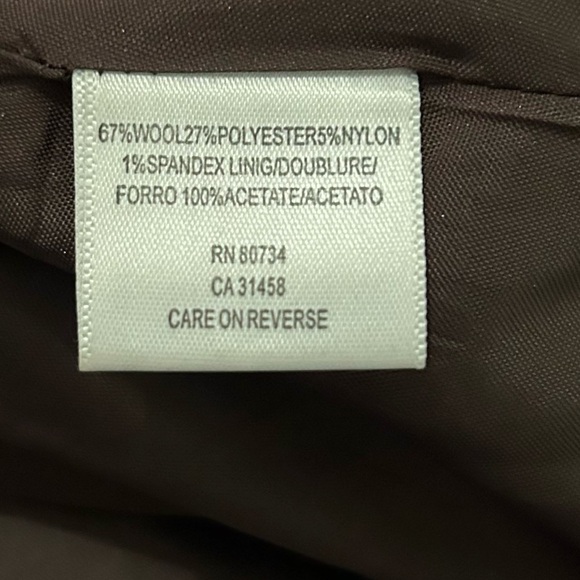 67%WOOL27%POLYESTER5%NYLON
1%SPANDEX LINIG/DOUBLURE/
FORRO 100%ACETATE/ACETATO
RN 80734
CA 31458
CARE ON REVERSE